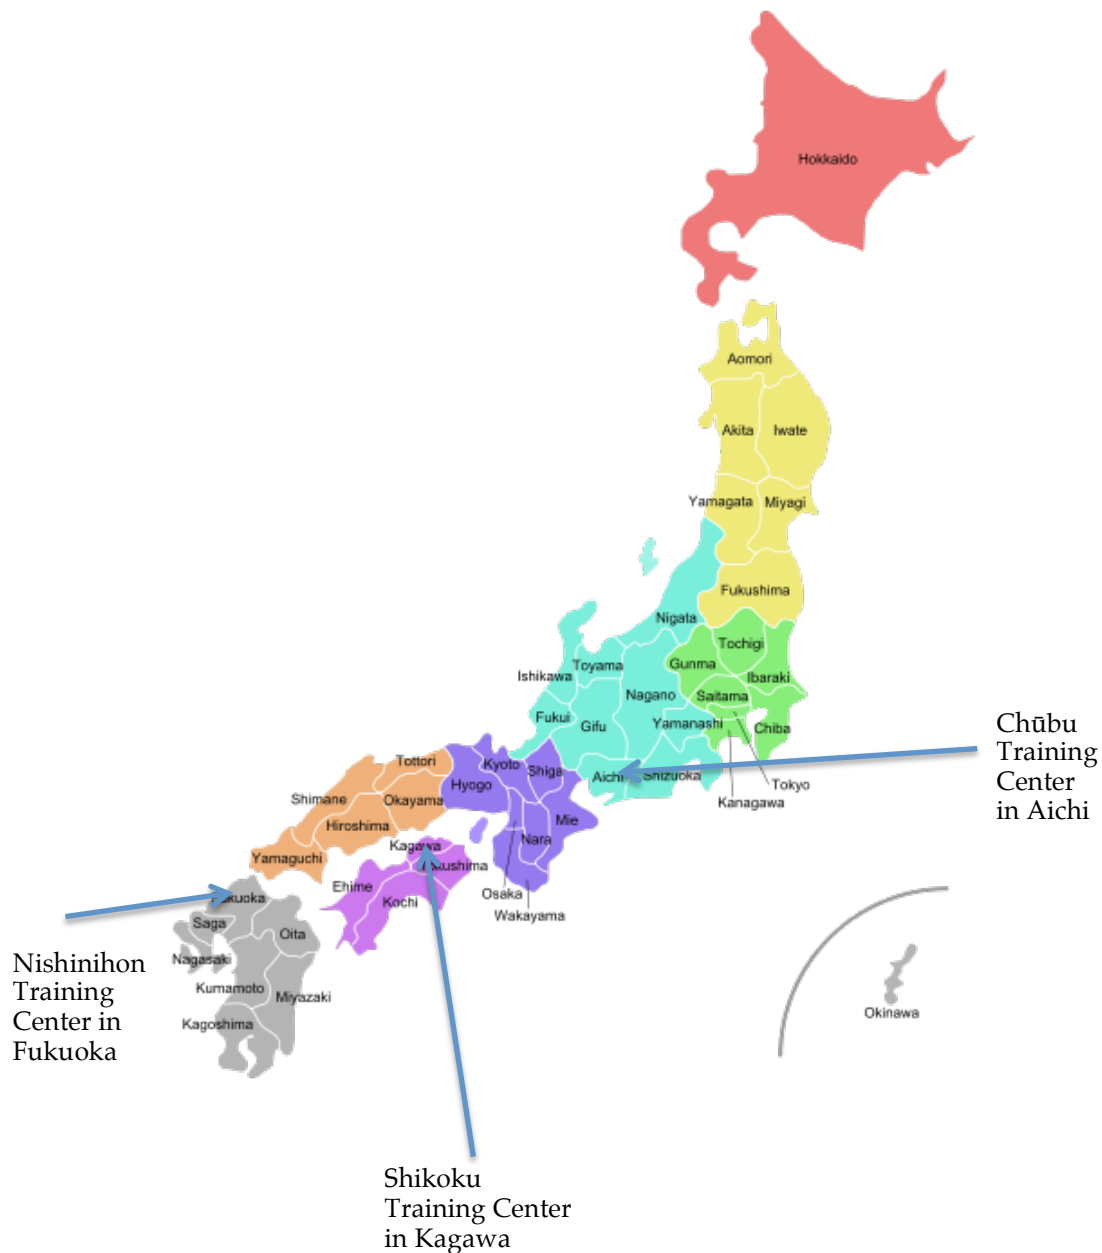 Hokkaido
Aomori
Akita
Iwate
Yamagata
Miyagi
Fukushima
Nigata
Tochigi
Gunma
Toyama
Ishikawa
Ibaraki
Nagano
Saitama
Fukui
Gifu
Yamanashi
Chiba
Chūbu
Training
Center
in Aichi
Tottori
Kyoto
Shiga
Aichi
Shizuoka
Hyogo
Tokyo
Shimane
Okayama
Kanagawa
Hiroshima
Mie
Nara
Kagawa
Yamaguchi
Ehime
Kochi
Osaka
Wakayama
Saga
Oita
Nagasaki
Kumamoto
Miyazaki
Kagoshima
Okinawa
Nishinihon
Training
Center in
Fukuoka
Shikoku
Training Center
in Kagawa